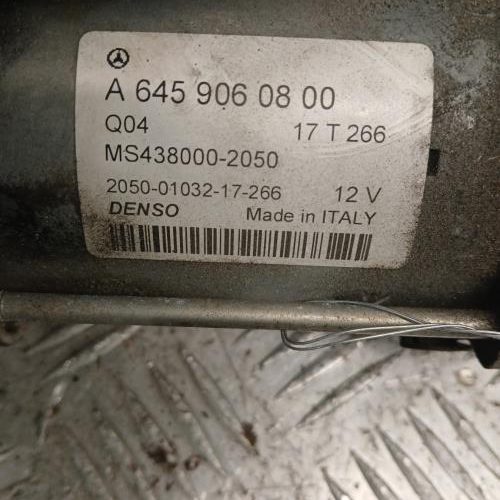 A 645 906 08 00
Q04 17 T 266
MS438000-2050
2050-01032-17-266 12 V
DENSO Made in ITALY